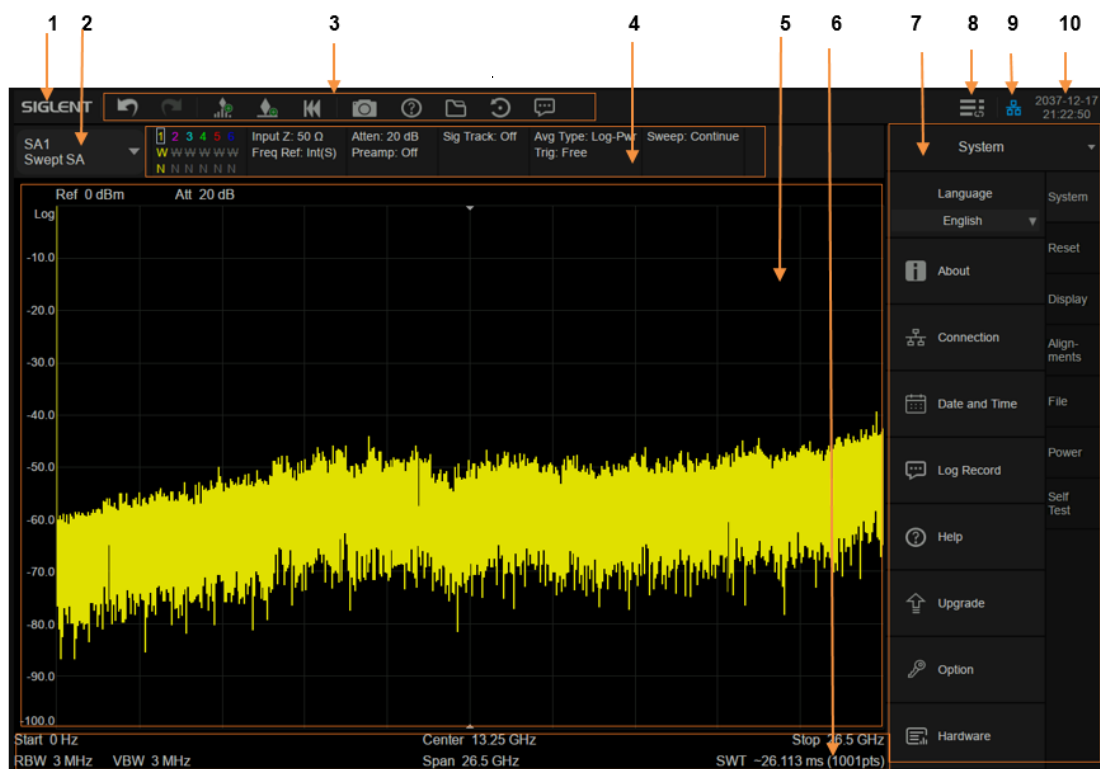 1 2 3 4 5 6 7 8 9 10
SIGLENT
2037-12-17
21:22:50
SA1
Swept SA
1 2 3 4 5 6
W W W W W W
N N N N N N
Input Z: 50 Ω
Freq Ref: Int(S)
Atten: 20 dB
Preamp: Off
Sig Track: Off
Avg Type: Log-Pwr
Trig: Free
Sweep: Continue
System
Ref 0 dBm Att 20 dB
Log
-10.0
-20.0
-30.0
-40.0
-50.0
-60.0
-70.0
-80.0
-90.0
-100.0
Start 0 Hz Center 13.25 GHz Stop 26.5 GHz
RBW 3 MHz VBW 3 MHz Span 26.5 GHz SWT ~26.113 ms (1001pts)
Language
English
About
Connection
Date and Time
Log Record
Help
Upgrade
Option
Hardware
System
Reset
Display
Align-
ments
File
Power
Self
Test